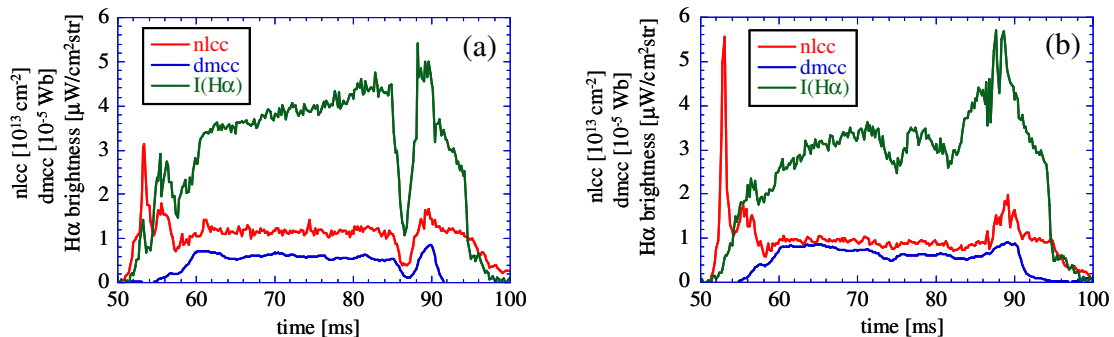 nlcc [10¹³ cm⁻²]
dmcc [10⁻⁵ Wb]
Hα brightness [μW/cm²str]
6
5
4
3
2
1
0
50 60 70 80 90 100
time [ms]
nlcc
dmcc
I(Hα)
(a)
nlcc [10¹³ cm⁻²]
dmcc [10⁻⁵ Wb]
Hα brightness [μW/cm²str]
6
5
4
3
2
1
0
50 60 70 80 90 100
time [ms]
nlcc
dmcc
I(Hα)
(b)